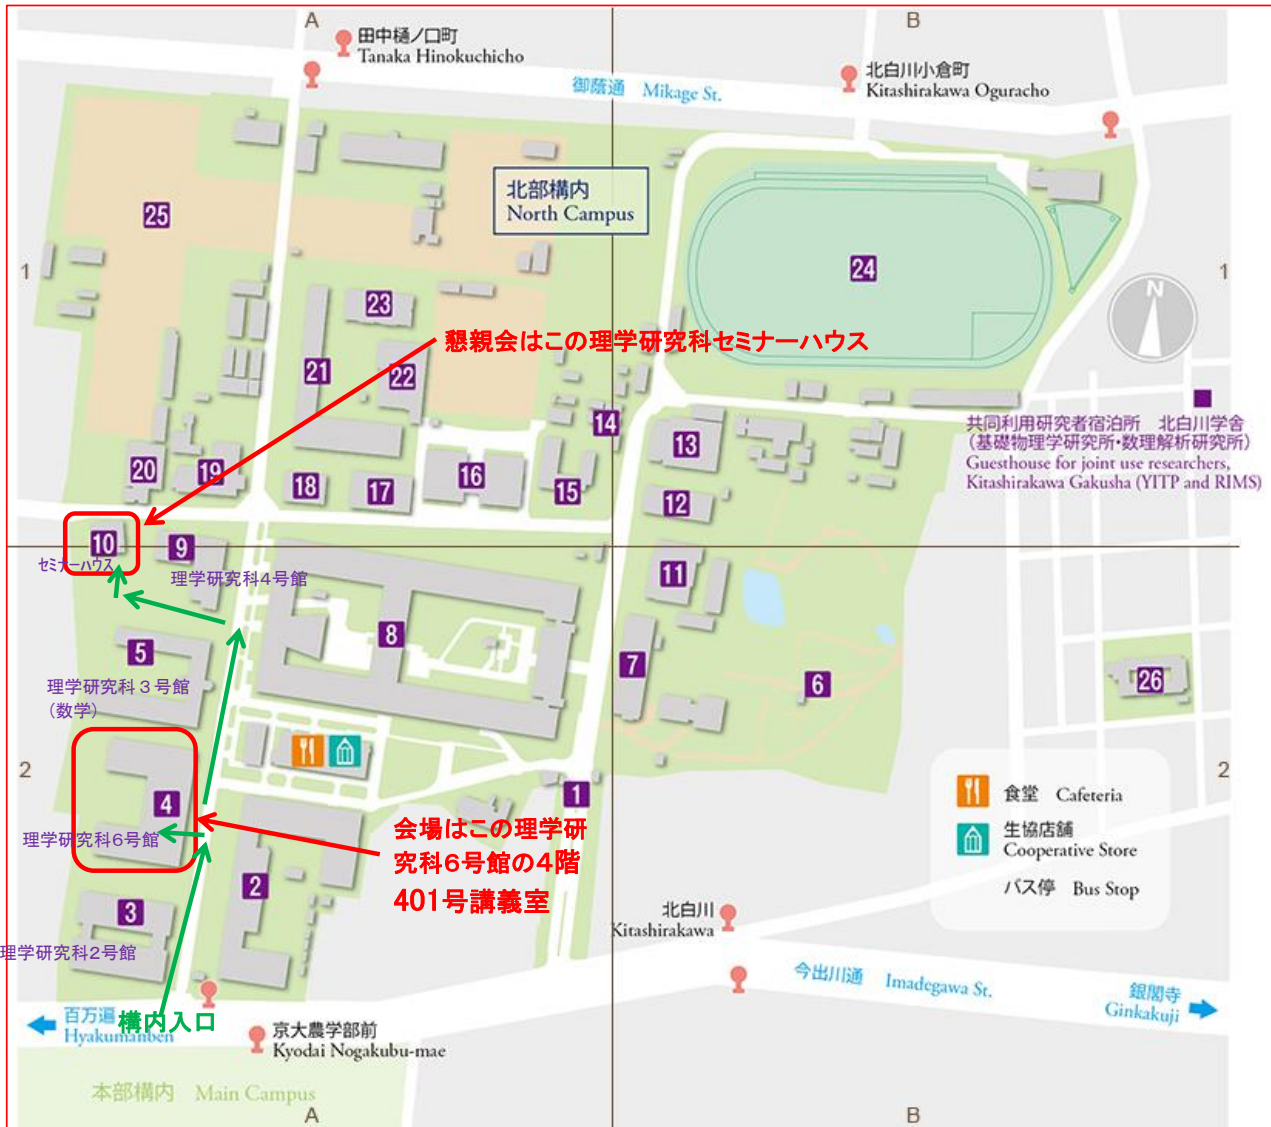 A
B
田中樋ノ口町
Tanaka Hinokuchicho
北白川小倉町
Kitashirakawa Oguracho
御蔭通 Mikage St.
北部構内
North Campus
25
24
1
1
N
23
懇親会はこの理学研究科セミナーハウス
21
22
14
共同利用研究者宿泊所 北白川学舎
(基礎物理学研究所・数理解析研究所)
Guesthouse for joint use researchers,
Kitashirakawa Gakusha (YITP and RIMS)
13
20
19
18
17
16
15
12
10
9
セミナーハウス
理学研究科4号館
11
8
5
7
6
26
理学研究科3号館
(数学)
2
2
4
1
食堂 Cafeteria
生協店舗
Cooperative Store
バス停 Bus Stop
理学研究科6号館
会場はこの理学研
究科6号館の4階
401号講義室
2
3
北白川
Kitashirakawa
理学研究科2号館
今出川通 Imadegawa St.
銀閣寺
Ginkakuji
百万遍
Hyakumanben
構内入口
京大農学部前
Kyodai Nogakubu-mae
本部構内 Main Campus
A
B